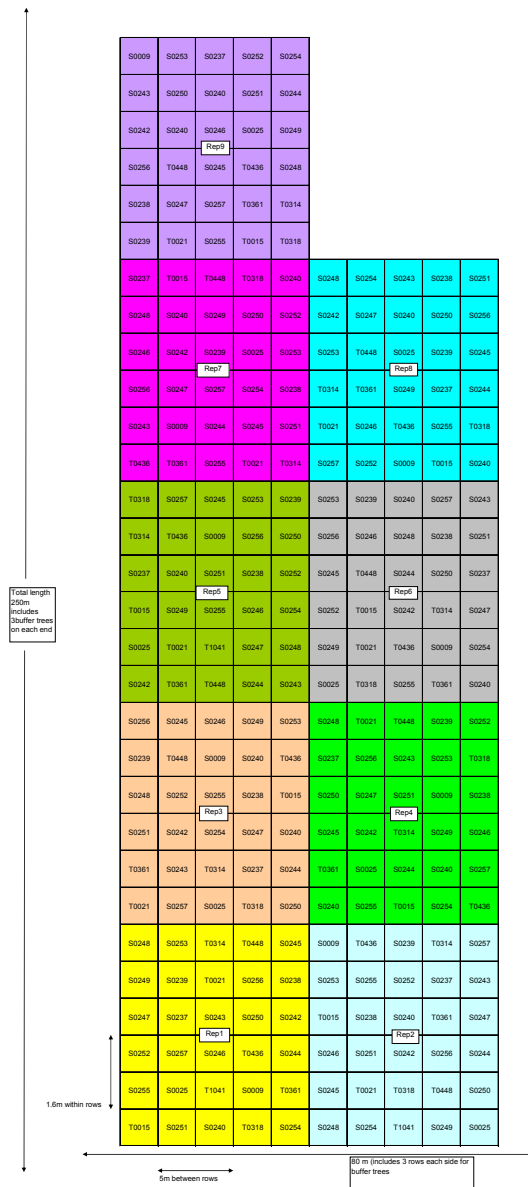 S0009 S0253 S0237 S0252 S0254
S0243 S0250 S0240 S0251 S0244
S0242 S0240 S0246 S0025 S0249
Rep9
S0256 T0448 S0245 T0436 S0248
S0238 S0247 S0257 T0361 T0314
S0239 T0021 S0255 T0015 T0318
S0237 T0015 T0448 T0318 S0240 S0248 S0254 S0243 S0238 S0251
S0248 S0240 S0249 S0250 S0252 S0242 S0247 S0240 S0250 S0256
S0246 S0242 S0239 S0025 S0253 S0253 T0448 S0025 S0239 S0245
Rep7 Rep8
S0256 S0247 S0257 S0254 S0238 T0314 T0361 S0249 S0237 S0244
S0243 S0009 S0244 S0245 S0251 T0021 S0246 T0436 S0255 T0318
T0436 T0361 S0255 T0021 T0314 S0257 S0252 S0009 T0015 S0240
T0318 S0257 S0245 S0253 S0239 S0253 S0239 S0240 S0257 S0243
T0314 T0436 S0009 S0256 S0250 S0256 S0246 S0248 S0238 S0251
S0237 S0240 S0251 S0238 S0252 S0245 T0448 S0244 S0250 S0237
Total length
250m
includes
3buffer trees
on each end
Rep5 Rep6
T0015 S0249 S0255 S0246 S0254 S0252 T0015 S0242 T0314 S0247
S0025 T0021 T1041 S0247 S0248 S0249 T0021 T0436 S0009 S0254
S0242 T0361 T0448 S0244 S0243 S0025 T0318 S0255 T0361 S0240
S0256 S0245 S0246 S0249 S0253 S0248 T0021 T0448 S0239 S0252
S0239 T0448 S0009 S0240 T0436 S0237 S0256 S0243 S0253 T0318
S0248 S0252 S0255 S0238 T0015 S0250 S0247 S0251 S0009 S0238
Rep3 Rep4
S0251 S0242 S0254 S0247 S0240 S0245 S0242 T0314 S0249 S0246
T0361 S0243 T0314 S0237 S0244 T0361 S0025 S0244 S0240 S0257
T0021 S0257 S0025 T0318 S0250 S0240 S0255 T0015 S0254 T0436
S0248 S0253 T0314 T0448 S0245 S0009 T0436 S0239 T0314 S0257
S0249 S0239 T0021 S0256 S0238 S0253 S0255 S0252 S0237 S0243
S0247 S0237 S0243 S0250 S0242 T0015 S0238 S0240 T0361 S0247
Rep1 Rep2
S0252 S0257 S0246 T0436 S0244 S0246 S0251 S0242 S0256 S0244
S0255 S0025 T1041 S0009 T0361 S0245 T0021 T0318 T0448 S0250
1.6m within rows
T0015 S0251 S0240 T0318 S0254 S0248 S0254 T1041 S0249 S0025
80 m (includes 3 rows each side for
buffer trees
5m between rows